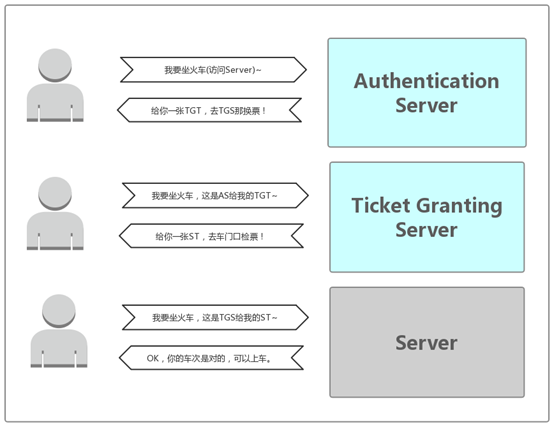 我要坐火车(访问Server)~
给你一张TGT，去TGS那换票！
Authentication
Server
我要坐火车，这是AS给我的TGT~
给你一张ST，去车门口检票！
Ticket Granting
Server
我要坐火车，这是TGS给我的ST~
OK，你的车次是对的，可以上车。
Server